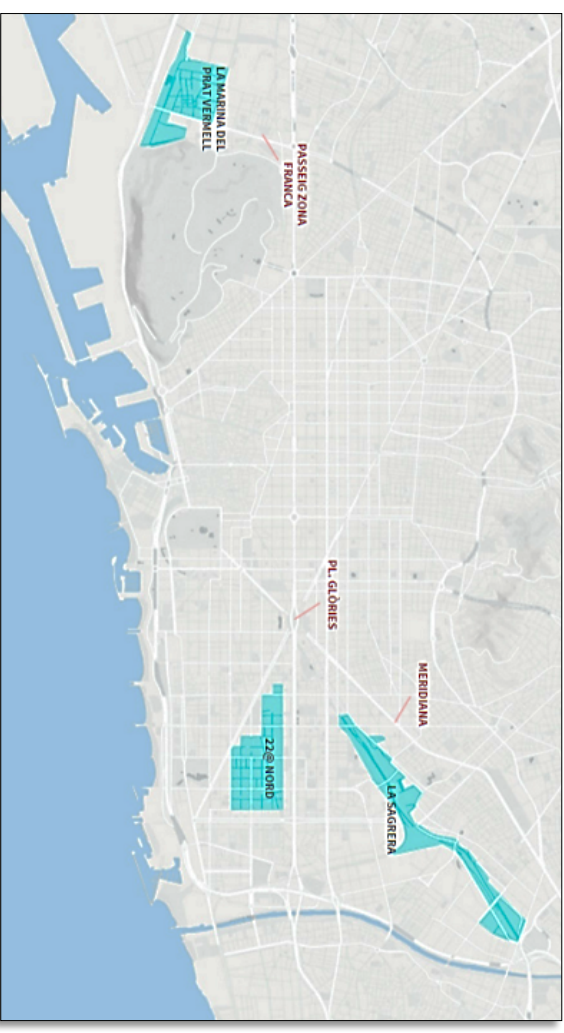 LA MARINA DEL
PRAT VERMELL
PASSEIG ZONA
FRANCA
PL. GLÒRIES
MERIDIANA
22@ NORD
LA SAGRERA